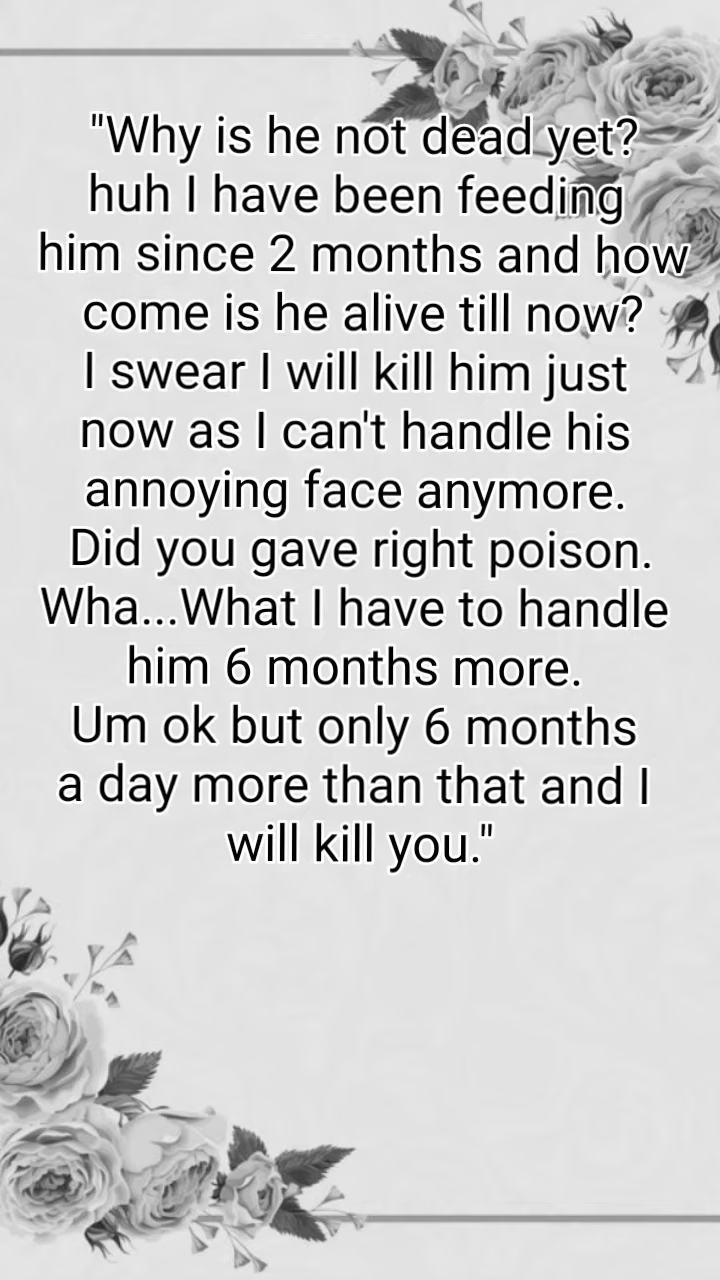 "Why is he not dead yet?
huh I have been feeding
him since 2 months and how
come is he alive till now?
I swear I will kill him just
now as I can't handle his
annoying face anymore.
Did you gave right poison.
Wha...What I have to handle
him 6 months more.
Um ok but only 6 months
a day more than that and I
will kill you."